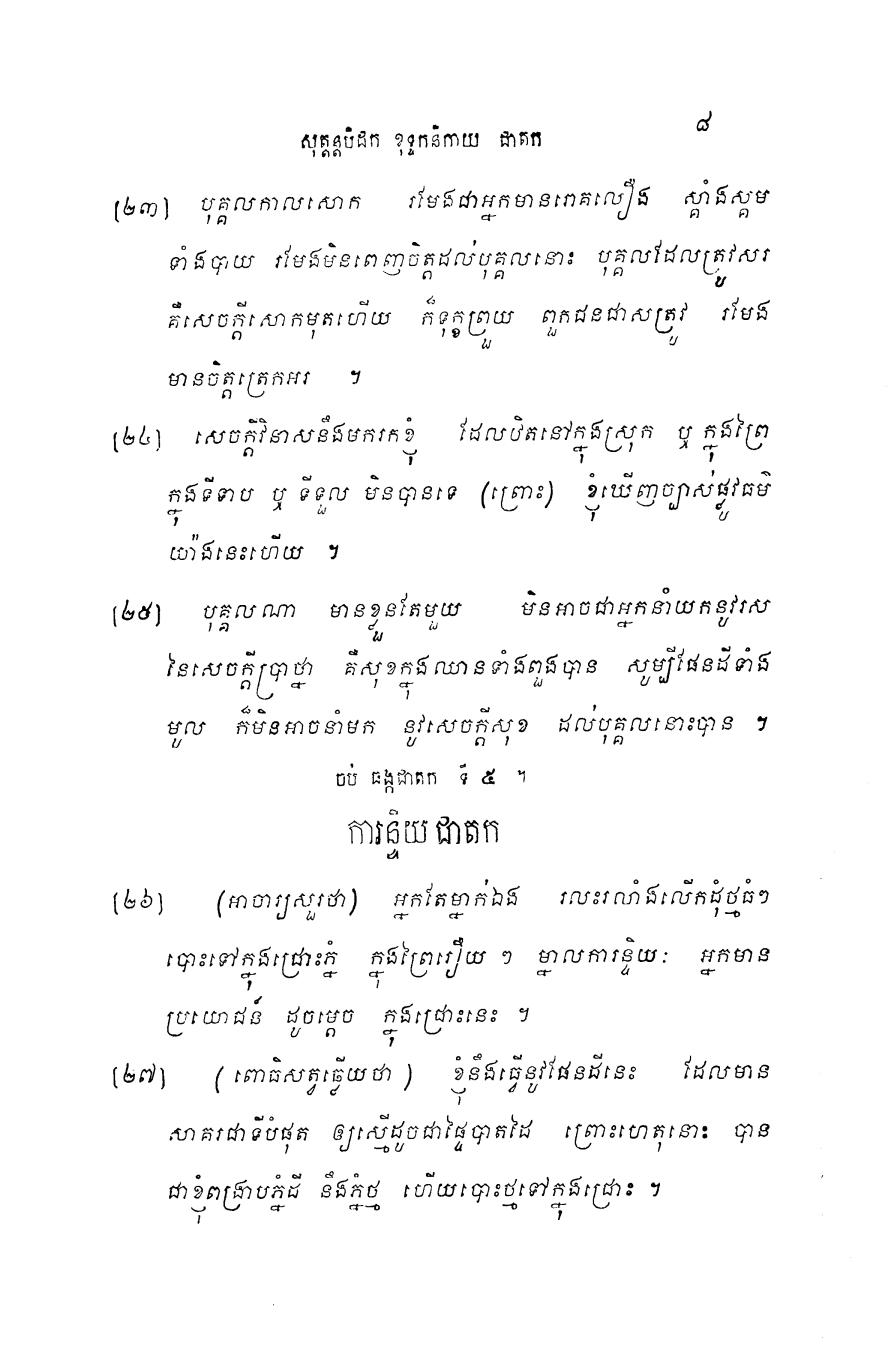 ៨
សុត្តន្តបិដក ខុទ្ទកនិកាយ ជាតក
[២៣] បុគ្គលកាលសោក រមែងជាអ្នកមានរោគលឿង ស្គាំងស្គម
ទាំងបាយ រមែងមិនពេញចិត្តដល់បុគ្គលនោះ បុគ្គលដែលត្រូវសរ
គឺសេចក្តីសោកមុតហើយ ក៏ទុក្ខព្រួយ ពួកជនជាសត្រូវ រមែង
មានចិត្តត្រេកអរ ។
[២៤] សេចក្តីវិនាសនឹងមករកខ្ញុំ ដែលឋិតនៅក្នុងស្រុក ឬ ក្នុងព្រៃ
ក្នុងទីទាប ឬ ទីទួល មិនបានទេ (ព្រោះ) ខ្ញុំឃើញច្បាស់ផ្លូវធម៌
យ៉ាងនេះហើយ ។
[២៥] បុគ្គលណា មានខ្លួនតែមួយ មិនអាចជាអ្នកនាំយកនូវរស
នៃសេចក្តីប្រាថ្នា គឺសុខក្នុងឈានទាំងពួងបាន សូម្បីផែនដីទាំង
មូល ក៏មិនអាចនាំមក នូវសេចក្តីសុខ ដល់បុគ្គលនោះបាន ។
ចប់ ធង្កជាតក ទី ៥ ។
ការន្ទិយជាតក
[២៦] (អាចារ្យសួរថា) អ្នកតែម្នាក់ឯង រលះរលាំងលើកដុំថ្មធំៗ
បោះទៅក្នុងជ្រោះភ្នំ ក្នុងព្រៃរឿយ ៗ ម្នាលការន្ទិយៈ អ្នកមាន
ប្រយោជន៍ ដូចម្តេច ក្នុងជ្រោះនេះ ។
[២៧] (ពោធិសត្វឆ្លើយថា) ខ្ញុំនឹងធ្វើនូវផែនដីនេះ ដែលមាន
សាគរជាទីបំផុត ឲ្យស្មើដូចជាផ្ទៃបាតដៃ ព្រោះហេតុនោះ បាន
ជាខ្ញុំពង្រាបភ្នំដី នឹងភ្នំថ្ម ហើយបោះថ្មទៅក្នុងជ្រោះ ។